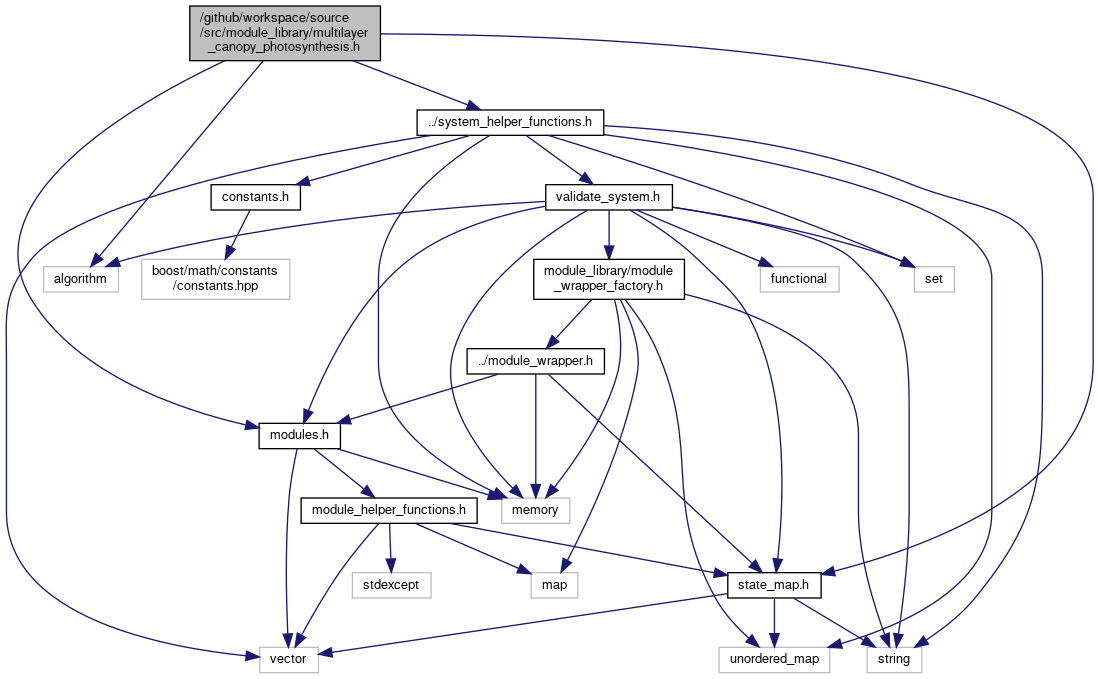 /github/workspace/source
/src/module_library/multilayer
_canopy_photosynthesis.h
../system_helper_functions.h
constants.h
validate_system.h
algorithm
boost/math/constants
/constants.hpp
module_library/module
_wrapper_factory.h
functional
set
../module_wrapper.h
modules.h
module_helper_functions.h
memory
stdexcept
map
state_map.h
vector
unordered_map
string